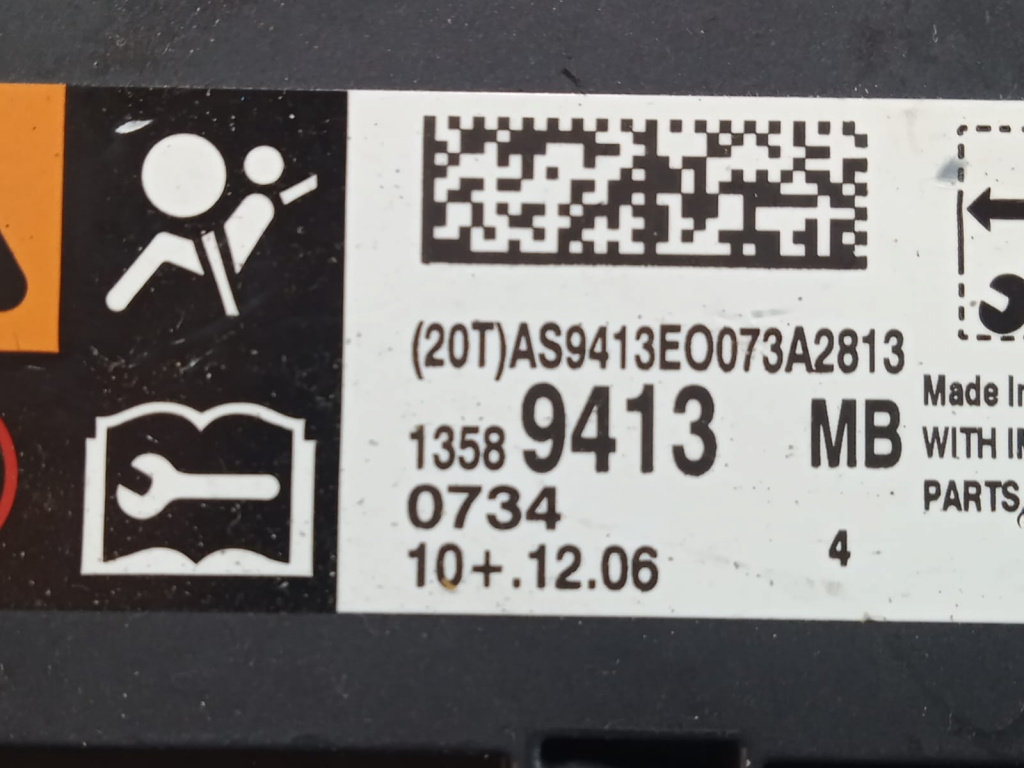 (20T)AS9413EO073A2813
1358 9413 MB
0734
10+.12.06
4
Made
WITH
PARTS